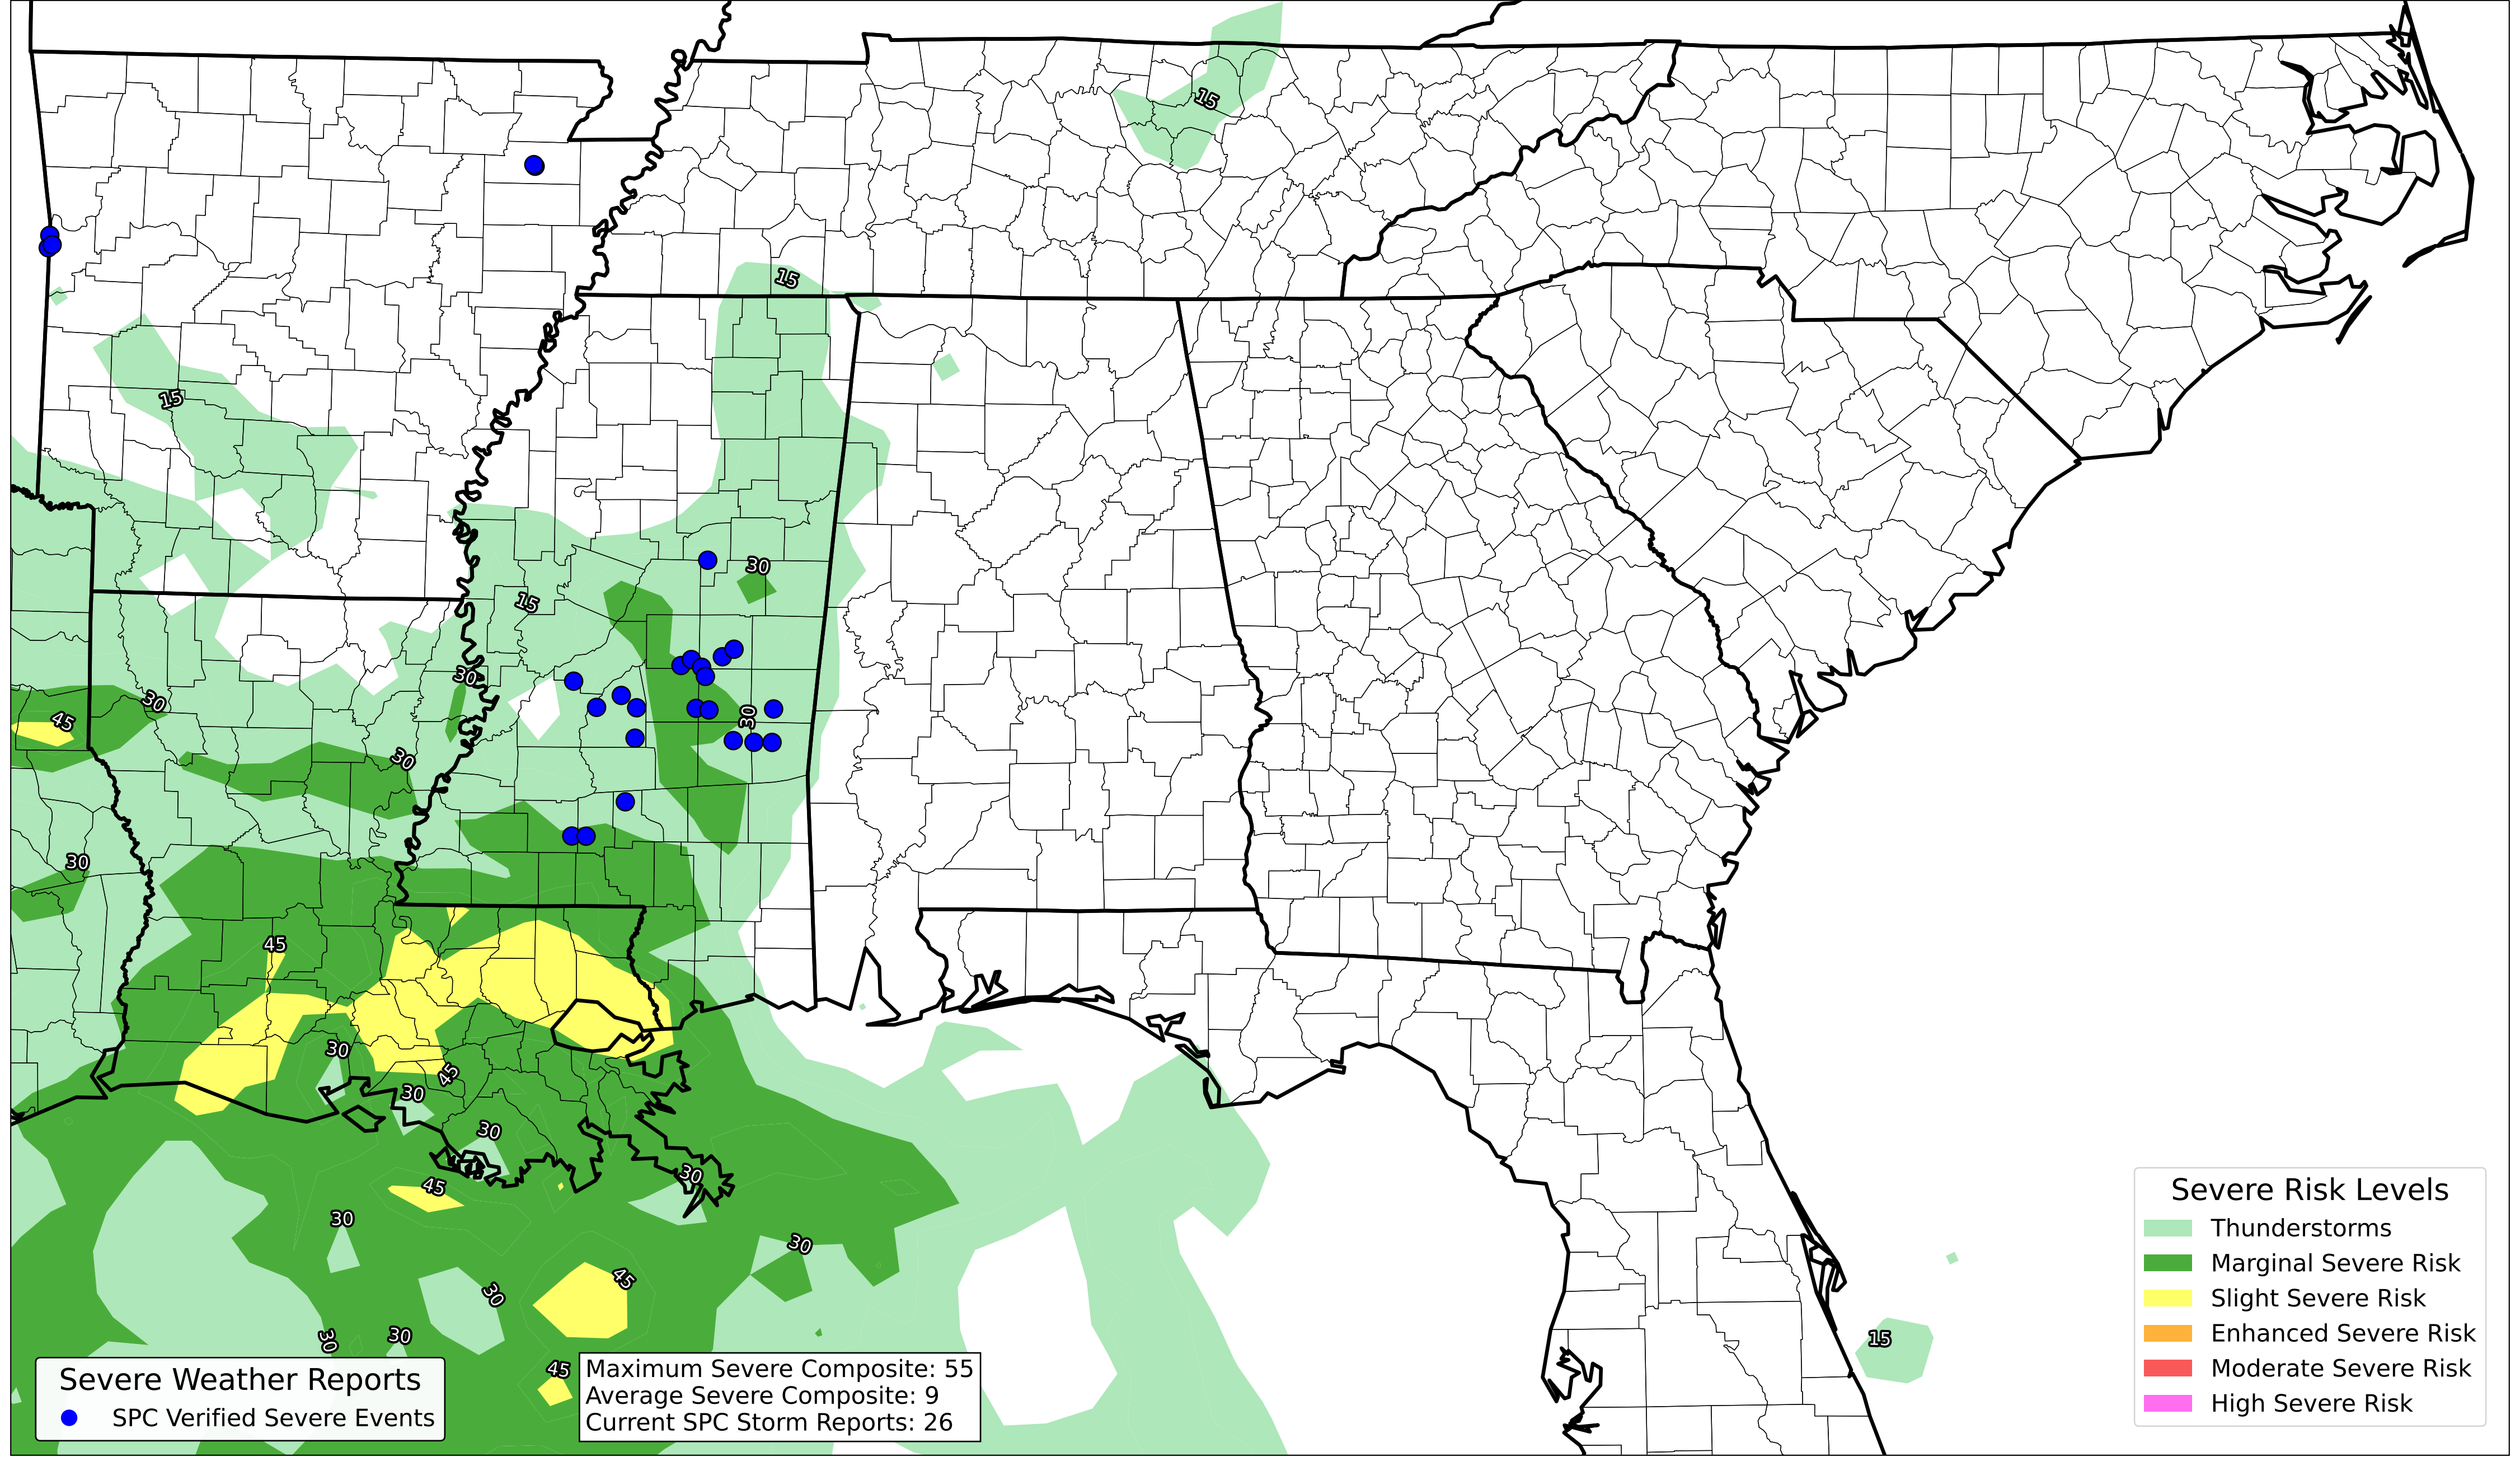 15
15
15
30
15
30
30
45
30
30
30
45
30
45
30
30
30
45
30
30
45
30
30
30
15
45
Severe Weather Reports
SPC Verified Severe Events
Maximum Severe Composite: 55
Average Severe Composite: 9
Current SPC Storm Reports: 26
Severe Risk Levels
Thunderstorms
Marginal Severe Risk
Slight Severe Risk
Enhanced Severe Risk
Moderate Severe Risk
High Severe Risk